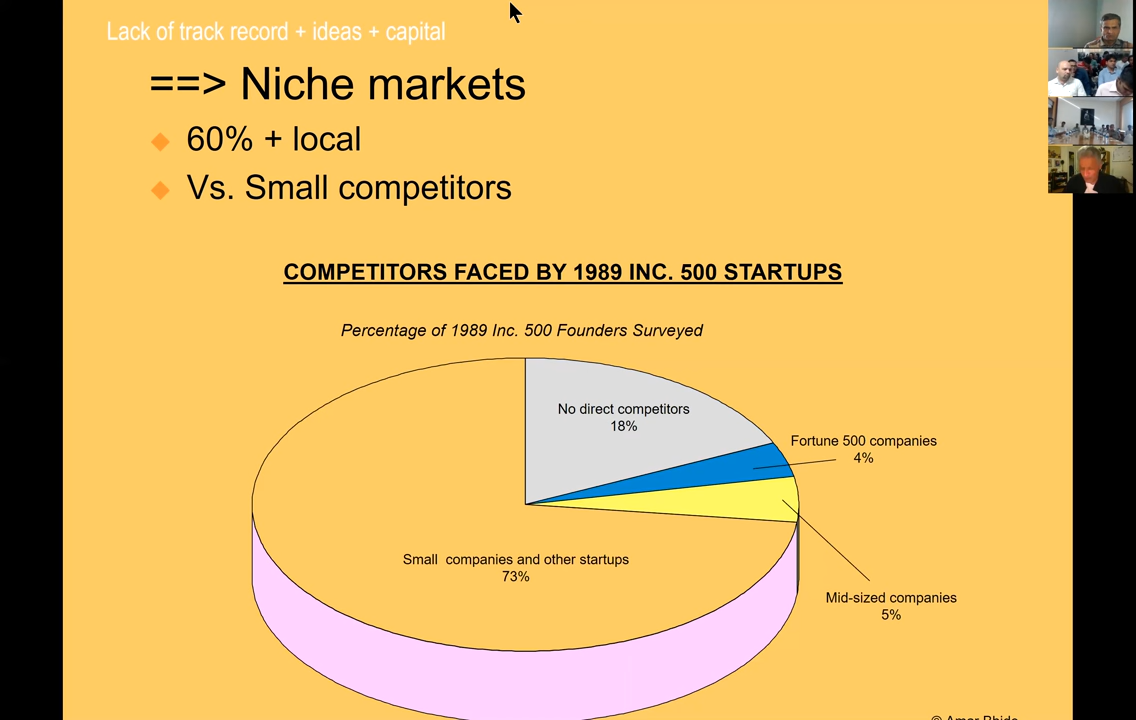 Lack of track record + ideas + capital
==> Niche markets
60% + local
Vs. Small competitors
COMPETITORS FACED BY 1989 INC. 500 STARTUPS
Percentage of 1989 Inc. 500 Founders Surveyed
No direct competitors
18%
Fortune 500 companies
4%
Small companies and other startups
73%
Mid-sized companies
5%